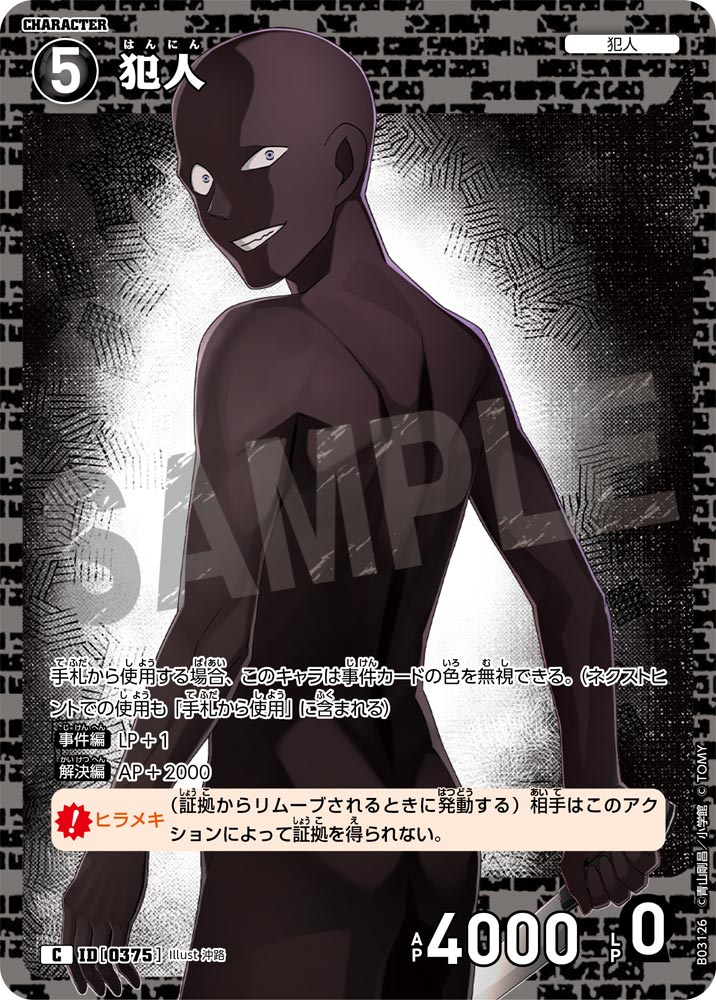 CHARACTER
5
はんにん
犯人
犯人
SAMPLE
てふだ しよう ばあい じけん いろ むし
手札から使用する場合、このキャラは事件カードの色を無視できる。(ネクストヒ
しよう てふだ しよう ふく
ントでの使用も「手札から使用」に含まれる)
じけんへん
事件編 LP+1
かいけつへん
解決編 AP+2000
しょうこ はつどう あいて
ヒラメキ (証拠からリムーブされるときに発動する) 相手はこのアク
しょうこ え
ションによって証拠を得られない。
C ID[0375] Illust 沖路
AP 4000 LP 0
B03126 ©青山剛昌/小学館 ©TOMY